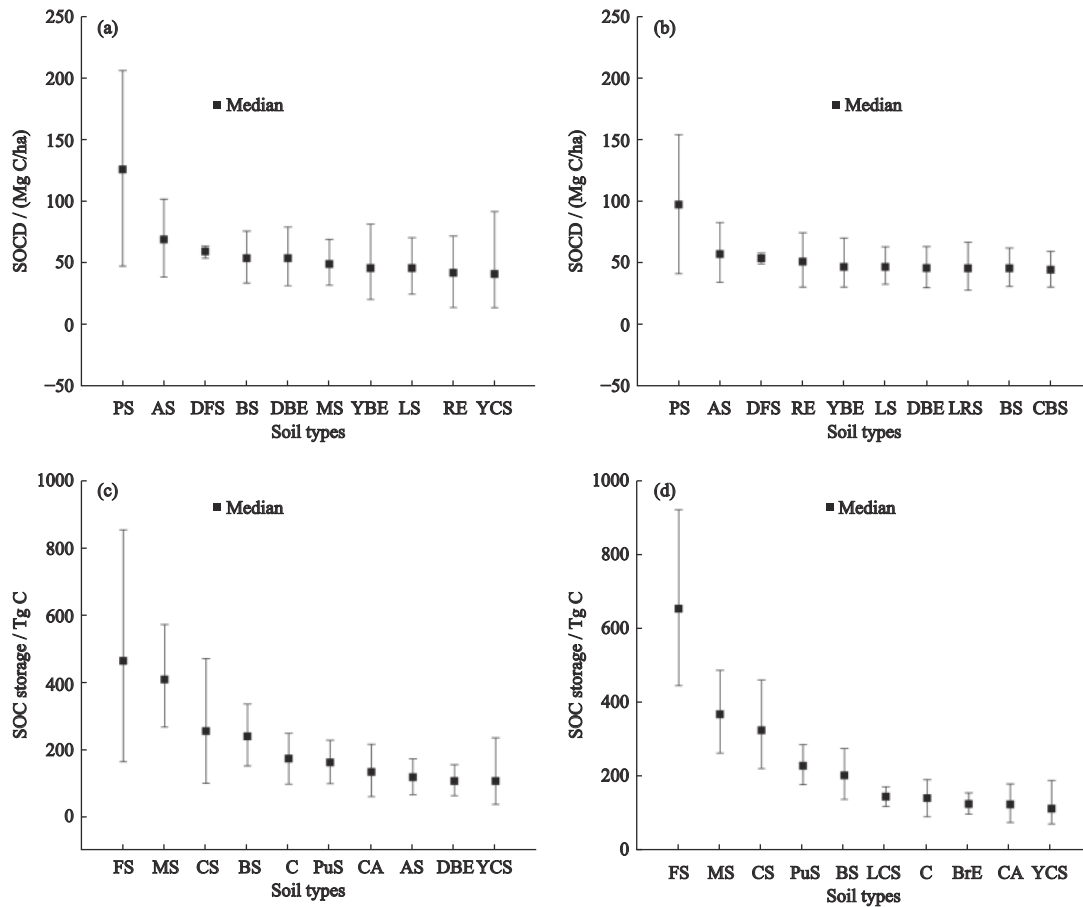 (a)
Median
SOCD / (Mg C/ha)
250
200
150
100
50
0
−50
PS AS DFS BS DBE MS YBE LS RE YCS
Soil types
(b)
Median
SOCD / (Mg C/ha)
250
200
150
100
50
0
−50
PS AS DFS RE YBE LS DBE LRS BS CBS
Soil types
(c)
Median
SOC storage / Tg C
1000
800
600
400
200
0
FS MS CS BS C PuS CA AS DBE YCS
Soil types
(d)
Median
SOC storage / Tg C
1000
800
600
400
200
0
FS MS CS PuS BS LCS C BrE CA YCS
Soil types